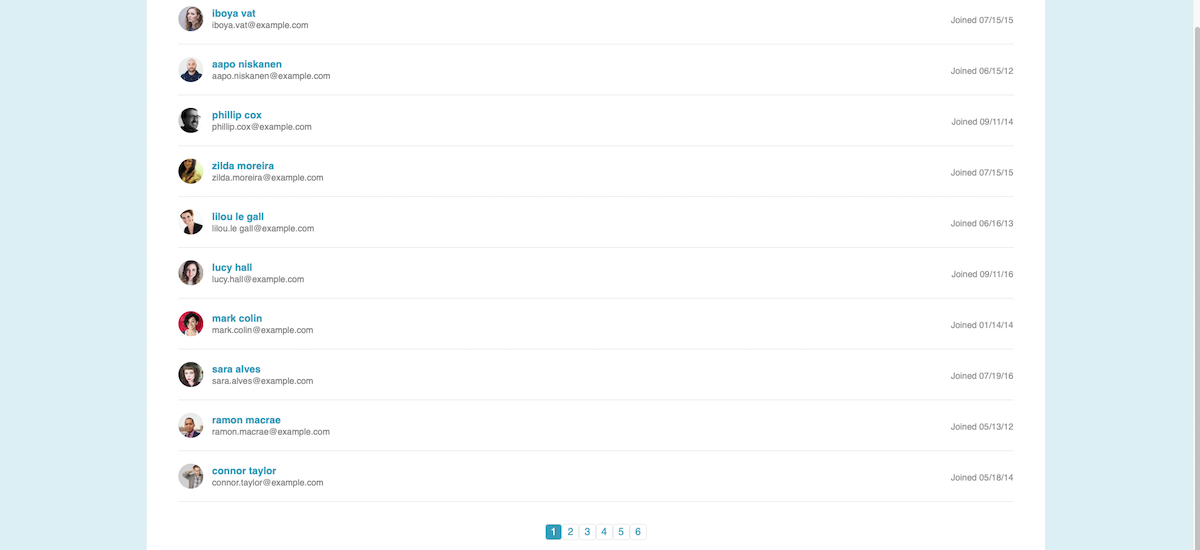 iboya vat
iboya.vat@example.com
Joined 07/15/15
aapo niskanen
aapo.niskanen@example.com
Joined 06/15/12
phillip cox
phillip.cox@example.com
Joined 09/11/14
zilda moreira
zilda.moreira@example.com
Joined 07/15/15
lilou le gall
lilou.le gall@example.com
Joined 06/16/13
lucy hall
lucy.hall@example.com
Joined 09/11/16
mark colin
mark.colin@example.com
Joined 01/14/14
sara alves
sara.alves@example.com
Joined 07/19/16
ramon macrae
ramon.macrae@example.com
Joined 05/13/12
connor taylor
connor.taylor@example.com
Joined 05/18/14
1 2 3 4 5 6